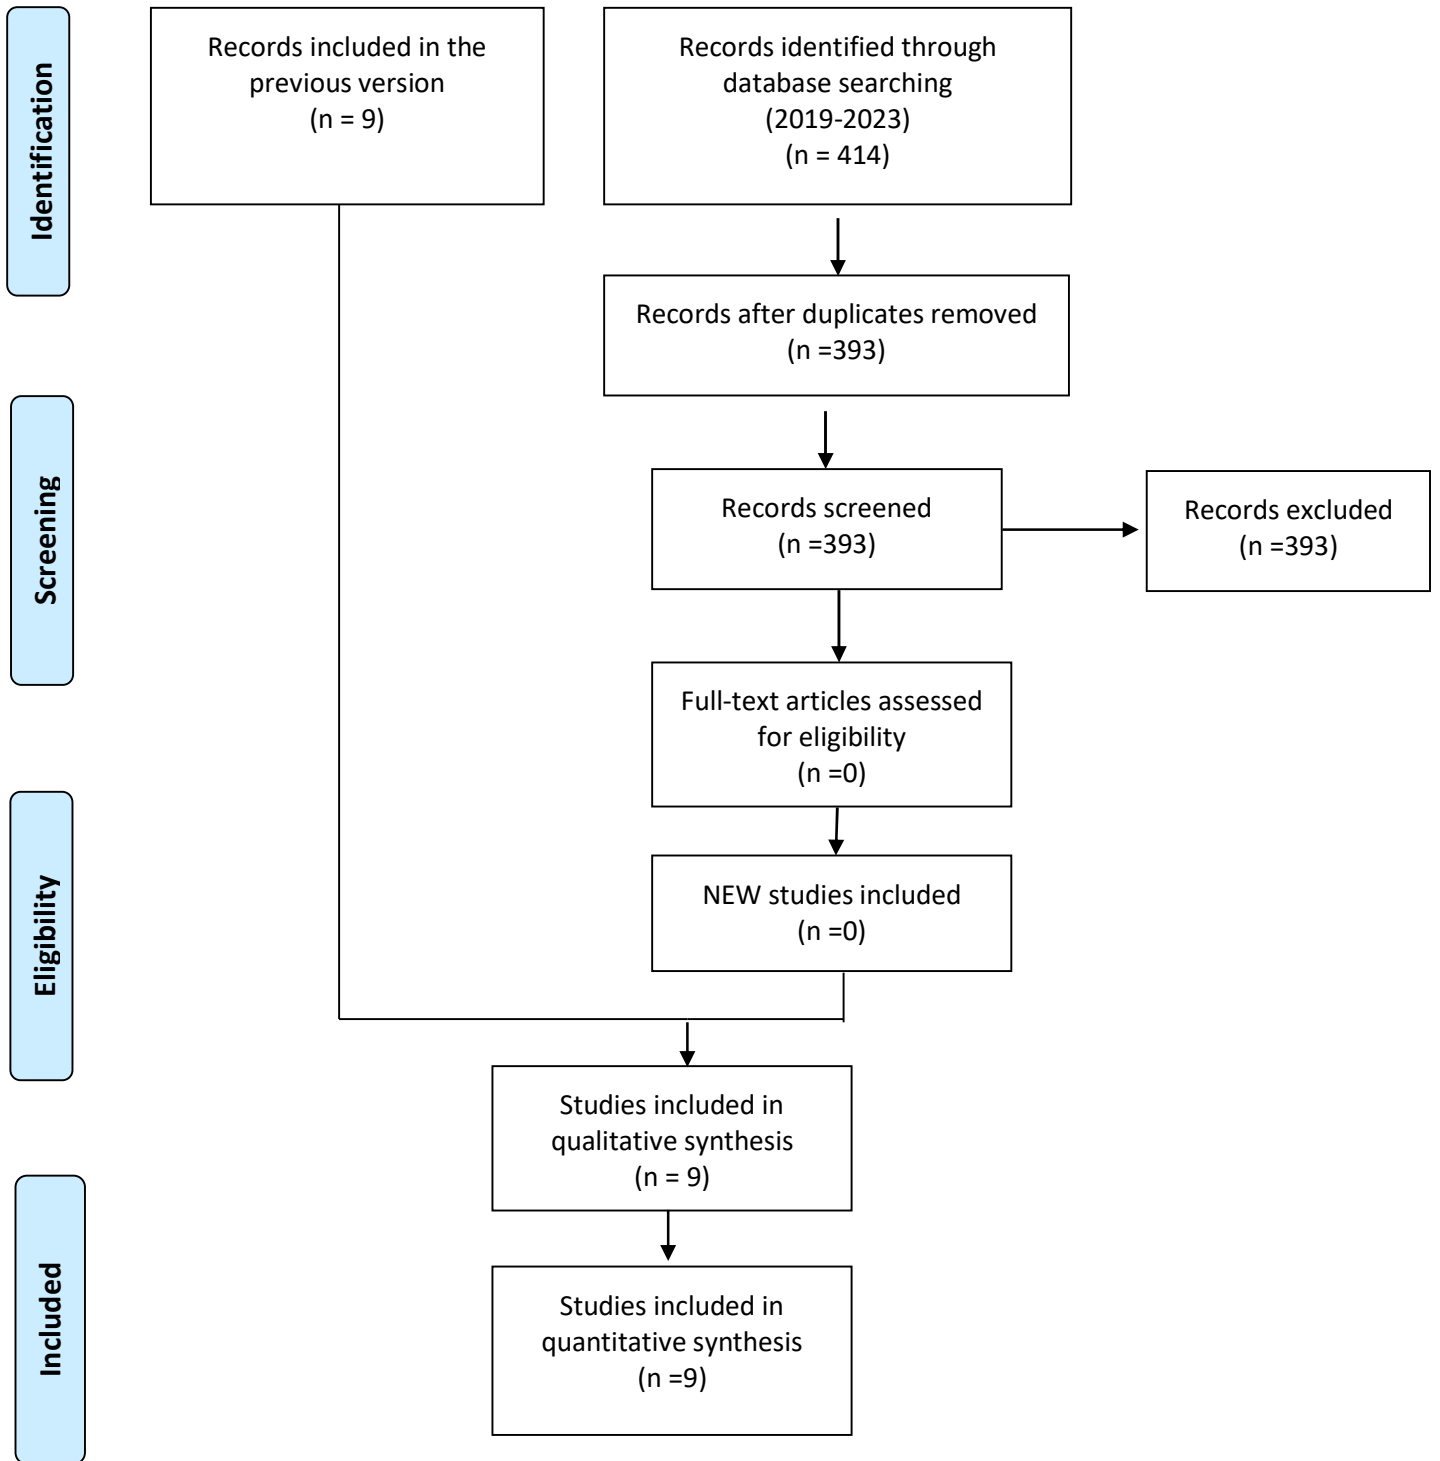 Identification
Records included in the
previous version
(n = 9)
Records identified through
database searching
(2019-2023)
(n = 414)
Records after duplicates removed
(n =393)
Screening
Records screened
(n =393)
Records excluded
(n =393)
Full-text articles assessed
for eligibility
(n =0)
Eligibility
NEW studies included
(n =0)
Studies included in
qualitative synthesis
(n = 9)
Included
Studies included in
quantitative synthesis
(n =9)